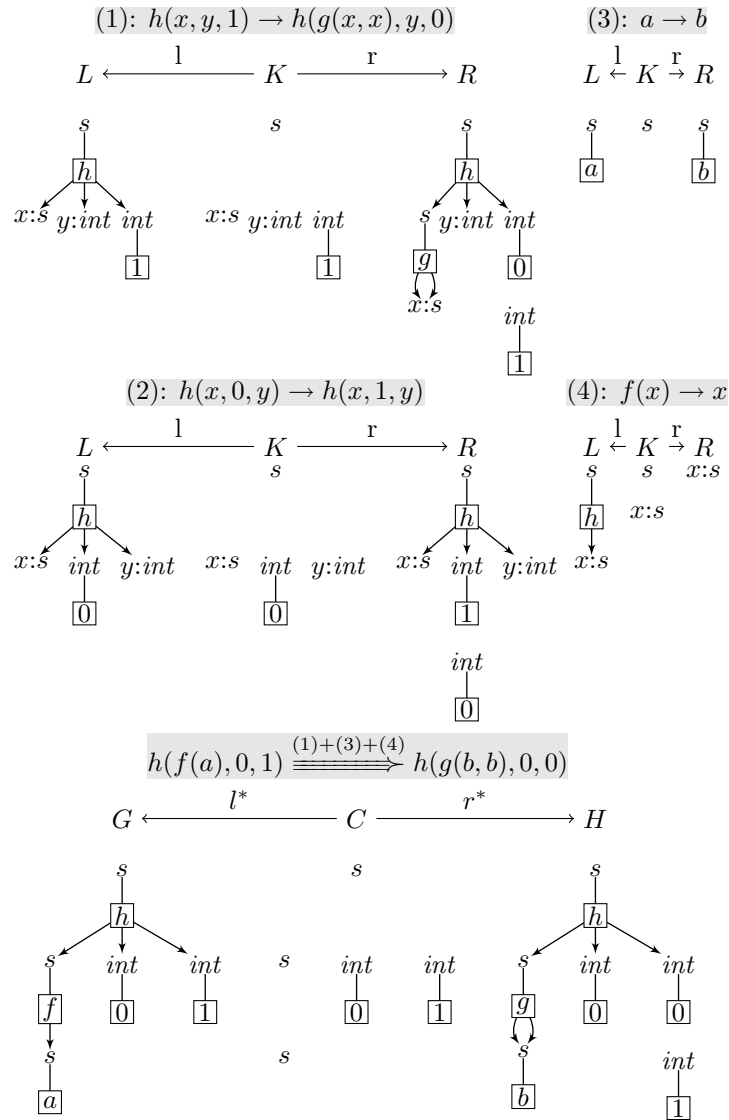 (1): h(x, y, 1) → h(g(x, x), y, 0) (3): a → b
l r l r
L K R L K R
s s s s s s
h h a b
x:s y:int int x:s y:int int s y:int int
1 1 g 0
x:s
int
1
(2): h(x, 0, y) → h(x, 1, y) (4): f(x) → x
l r l r
L K R L K R
s s s s s x:s
h h h x:s
x:s int y:int x:s int y:int x:s int y:int x:s
0 0 1
int
0
(1)+(3)+(4)
h(f(a), 0, 1) ⇛ h(g(b, b), 0, 0)
l* r*
G C H
s s s
h h
s int int s int int s int int
f 0 1 0 1 g 0 0
s s s int
a b 1